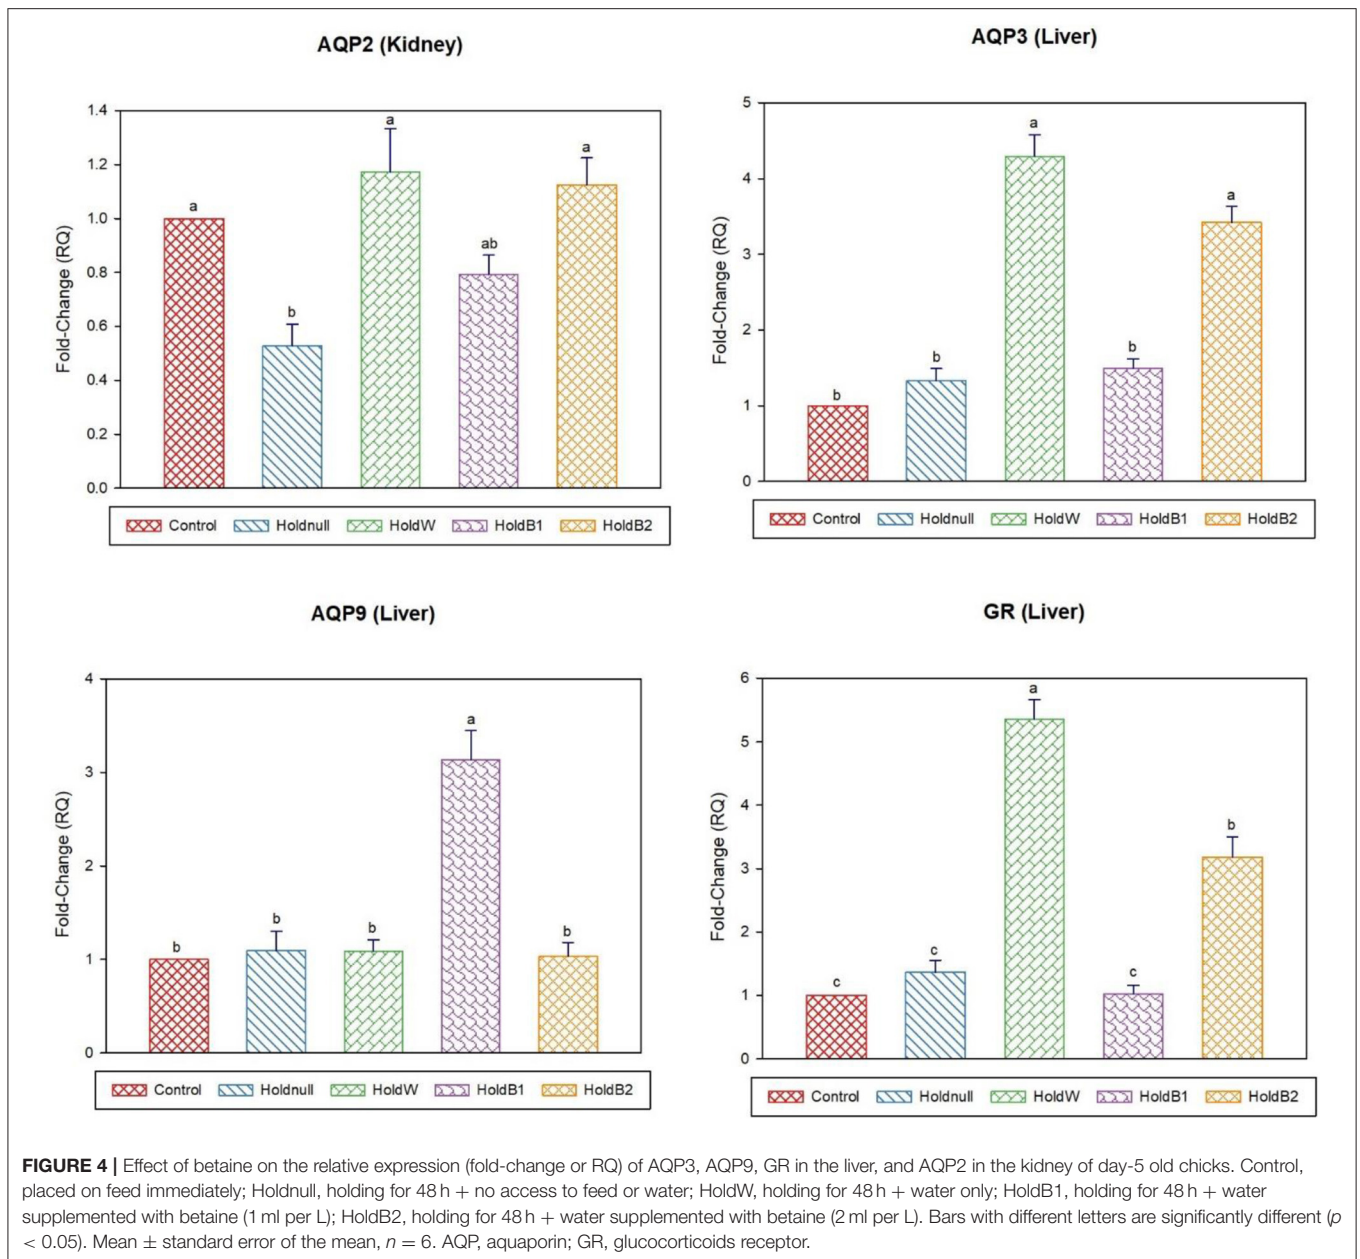 AQP2 (Kidney)
1.4
1.2
1.0
0.8
0.6
0.4
0.2
0.0
Fold-Change (RQ)
a
b
a
ab
a
Control Holdnull HoldW HoldB1 HoldB2
AQP3 (Liver)
5
4
3
2
1
0
Fold-Change (RQ)
b
b
a
b
a
Control Holdnull HoldW HoldB1 HoldB2
AQP9 (Liver)
4
3
2
1
0
Fold-Change (RQ)
b
b
b
a
b
Control Holdnull HoldW HoldB1 HoldB2
GR (Liver)
6
5
4
3
2
1
0
Fold-Change (RQ)
c
c
a
c
b
Control Holdnull HoldW HoldB1 HoldB2
FIGURE 4 | Effect of betaine on the relative expression (fold-change or RQ) of AQP3, AQP9, GR in the liver, and AQP2 in the kidney of day-5 old chicks. Control,
placed on feed immediately; Holdnull, holding for 48 h + no access to feed or water; HoldW, holding for 48 h + water only; HoldB1, holding for 48 h + water
supplemented with betaine (1 ml per L); HoldB2, holding for 48 h + water supplemented with betaine (2 ml per L). Bars with different letters are significantly different (p
< 0.05). Mean ± standard error of the mean, n = 6. AQP, aquaporin; GR, glucocorticoids receptor.